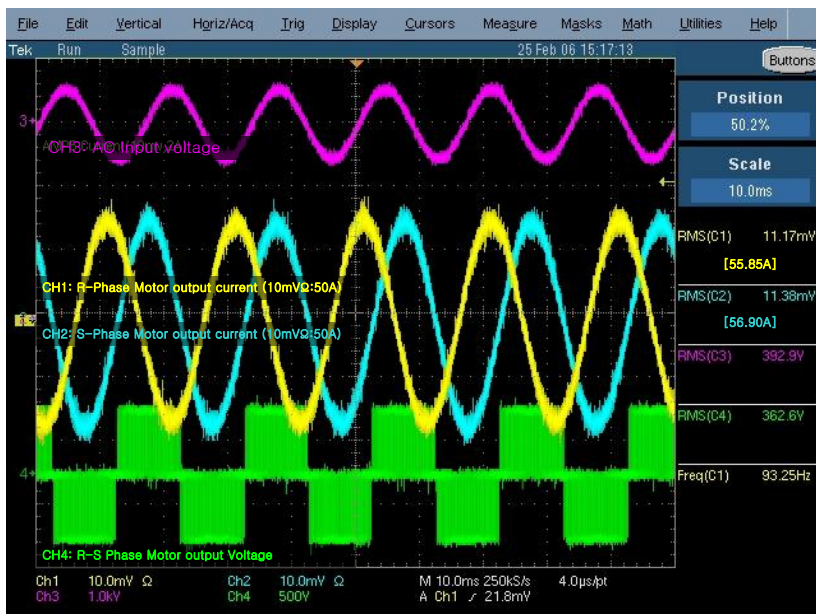 File Edit Vertical Horiz/Acq Trig Display Cursors Measure Masks Math Utilities Help
Tek Run Sample 25 Feb 06 15:17:13
Buttons
Position
50.2%
Scale
10.0ms
3
CH3: AC Input voltage
RMS(C1) 11.17mV
[55.85A]
CH1: R-Phase Motor output current (10mVΩ:50A)
RMS(C2) 11.38mV
[56.90A]
CH2: S-Phase Motor output current (10mVΩ:50A)
RMS(C3) 392.9V
RMS(C4) 362.6V
4
Freq(C1) 93.25Hz
CH4: R-S Phase Motor output Voltage
Ch1 10.0mV Ω Ch2 10.0mV Ω M 10.0ms 250kS/s 4.0µs/pt
Ch3 1.0kV Ch4 500V A Ch1 ⁄ 21.8mV